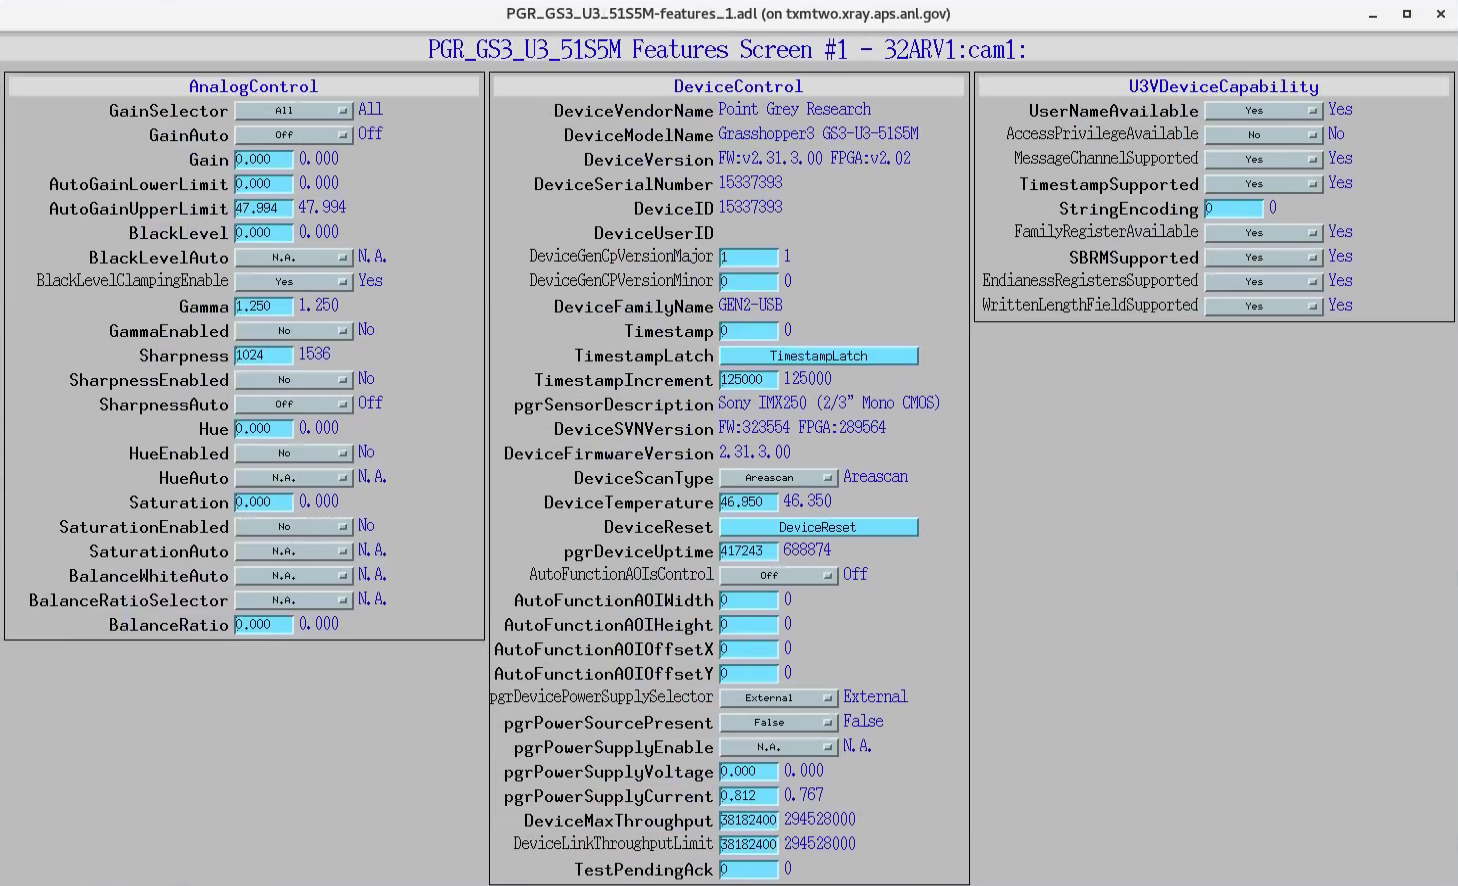 PGR_GS3_U3_51S5M-features_1.adl (on txmtwo.xray.aps.anl.gov)
PGR_GS3_U3_51S5M Features Screen #1 - 32ARV1:cam1:
AnalogControl
GainSelector All All
GainAuto Off Off
Gain 0.000 0.000
AutoGainLowerLimit 0.000 0.000
AutoGainUpperLimit 47.994 47.994
BlackLevel 0.000 0.000
BlackLevelAuto N.A. N.A.
BlackLevelClampingEnable Yes Yes
Gamma 1.250 1.250
GammaEnabled No No
Sharpness 1024 1536
SharpnessEnabled No No
SharpnessAuto Off Off
Hue 0.000 0.000
HueEnabled No No
HueAuto N.A. N.A.
Saturation 0.000 0.000
SaturationEnabled No No
SaturationAuto N.A. N.A.
BalanceWhiteAuto N.A. N.A.
BalanceRatioSelector N.A. N.A.
BalanceRatio 0.000 0.000
DeviceControl
DeviceVendorName Point Grey Research
DeviceModelName Grasshopper3 GS3-U3-51S5M
DeviceVersion FW:v2.31.3.00 FPGA:v2.02
DeviceSerialNumber 15337393
DeviceID 15337393
DeviceUserID
DeviceGenCpVersionMajor 1 1
DeviceGenCPVersionMinor 0 0
DeviceFamilyName GEN2-USB
Timestamp 0 0
TimestampLatch TimestampLatch
TimestampIncrement 125000 125000
pgrSensorDescription Sony IMX250 (2/3" Mono CMOS)
DeviceSVNVersion FW:323554 FPGA:289564
DeviceFirmwareVersion 2.31.3.00
DeviceScanType Areascan Areascan
DeviceTemperature 46.950 46.350
DeviceReset DeviceReset
pgrDeviceUptime 417243 688874
AutoFunctionAOIsControl Off Off
AutoFunctionAOIWidth 0 0
AutoFunctionAOIHeight 0 0
AutoFunctionAOIOffsetX 0 0
AutoFunctionAOIOffsetY 0 0
pgrDevicePowerSupplySelector External External
pgrPowerSourcePresent False False
pgrPowerSupplyEnable N.A. N.A.
pgrPowerSupplyVoltage 0.000 0.000
pgrPowerSupplyCurrent 0.812 0.767
DeviceMaxThroughput 38182400 294528000
DeviceLinkThroughputLimit 38182400 294528000
TestPendingAck 0 0
U3VDeviceCapability
UserNameAvailable Yes Yes
AccessPrivilegeAvailable No No
MessageChannelSupported Yes Yes
TimestampSupported Yes Yes
StringEncoding 0 0
FamilyRegisterAvailable Yes Yes
SBRMSupported Yes Yes
EndianessRegistersSupported Yes Yes
WrittenLengthFieldSupported Yes Yes